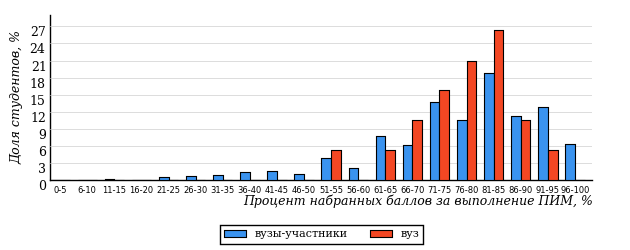 Доля студентов, %
27
24
21
18
15
12
9
6
3
0
0-5 6-10 11-15 16-20 21-25 26-30 31-35 36-40 41-45 46-50 51-55 56-60 61-65 66-70 71-75 76-80 81-85 86-90 91-95 96-100
Процент набранных баллов за выполнение ПИМ, %
вузы-участники вуз